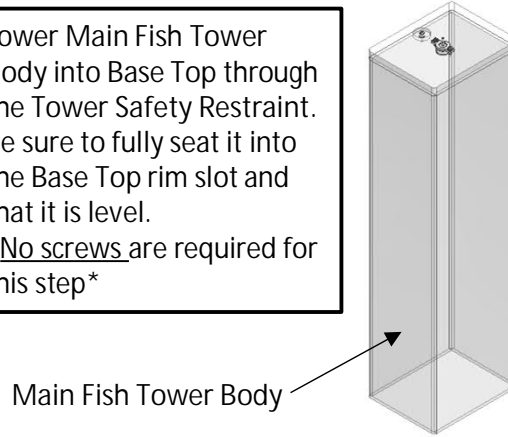 ower Main Fish Tower
ody into Base Top through
he Tower Safety Restraint.
e sure to fully seat it into
he Base Top rim slot and
hat it is level.
No screws are required for
his step*
Main Fish Tower Body